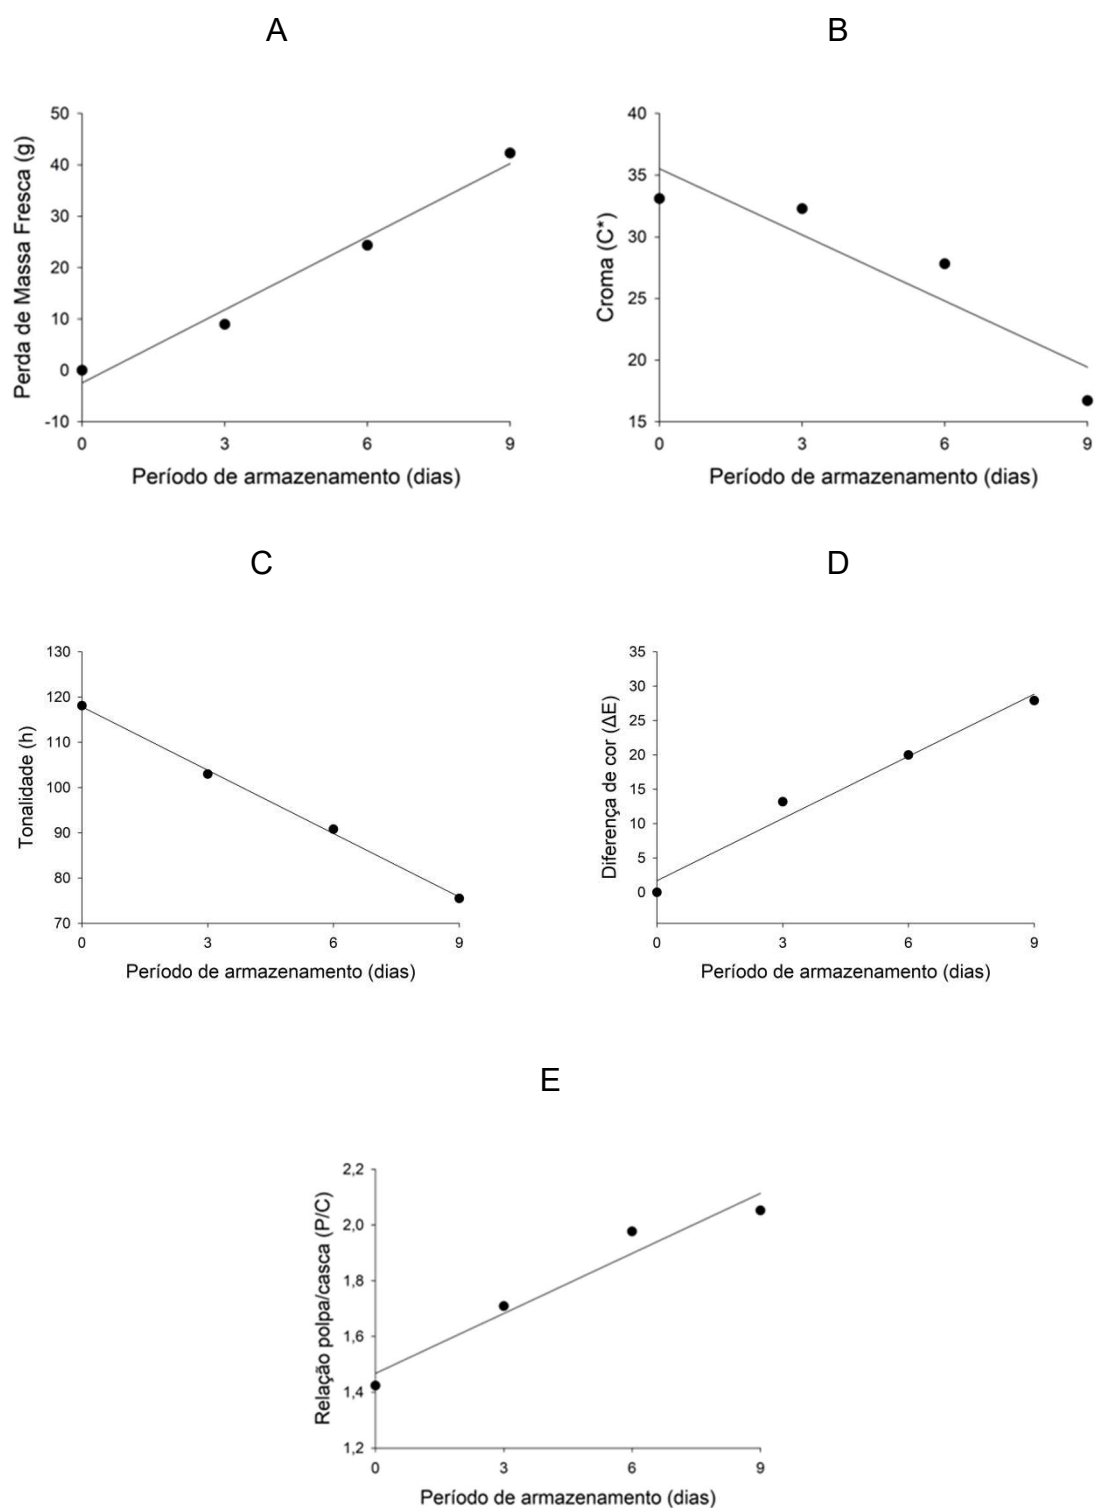 A
B
Perda de Massa Fresca (g)
50
40
30
20
10
0
-10
0 3 6 9
Período de armazenamento (dias)
Croma (C*)
40
35
30
25
20
15
0 3 6 9
Período de armazenamento (dias)
C
D
Tonalidade (h)
130
120
110
100
90
80
70
0 3 6 9
Período de armazenamento (dias)
Diferença de cor (ΔE)
35
30
25
20
15
10
5
0
0 3 6 9
Período de armazenamento (dias)
E
Relação polpa/casca (P/C)
2,2
2,0
1,8
1,6
1,4
1,2
0 3 6 9
Período de armazenamento (dias)